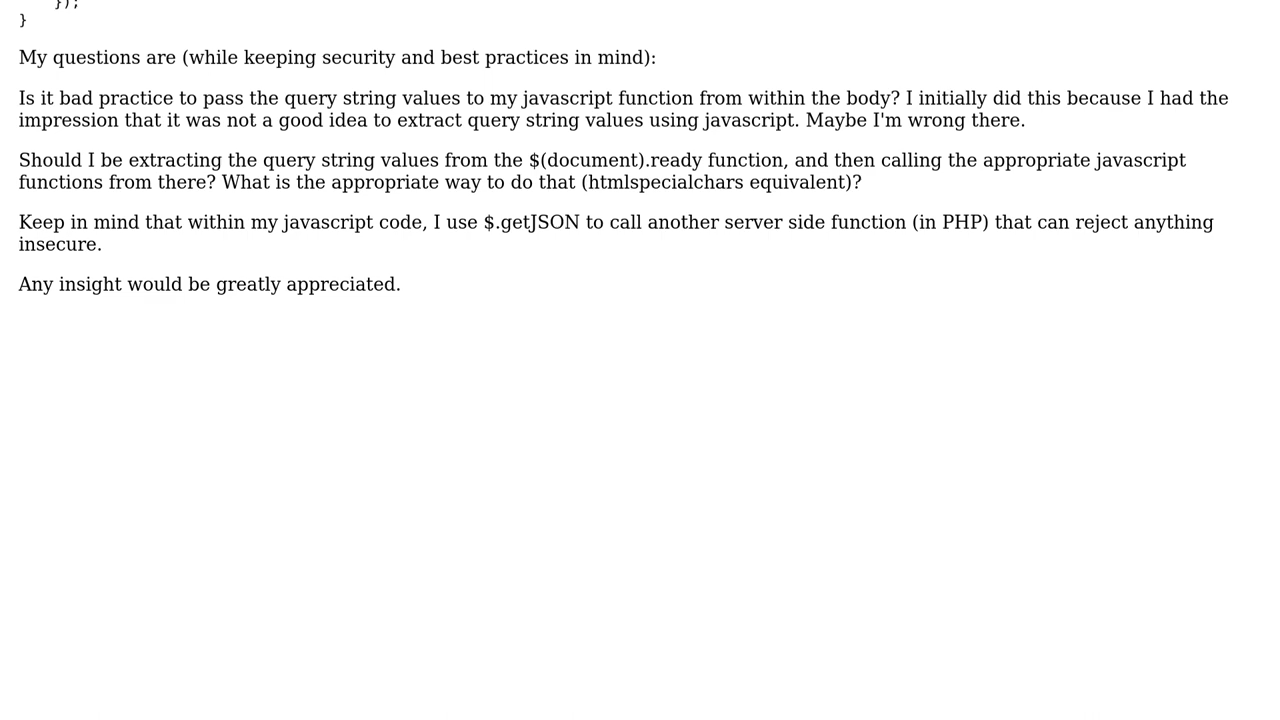 });
}
My questions are (while keeping security and best practices in mind):
Is it bad practice to pass the query string values to my javascript function from within the body? I initially did this because I had the
impression that it was not a good idea to extract query string values using javascript. Maybe I'm wrong there.
Should I be extracting the query string values from the $(document).ready function, and then calling the appropriate javascript
functions from there? What is the appropriate way to do that (htmlspecialchars equivalent)?
Keep in mind that within my javascript code, I use $.getJSON to call another server side function (in PHP) that can reject anything
insecure.
Any insight would be greatly appreciated.